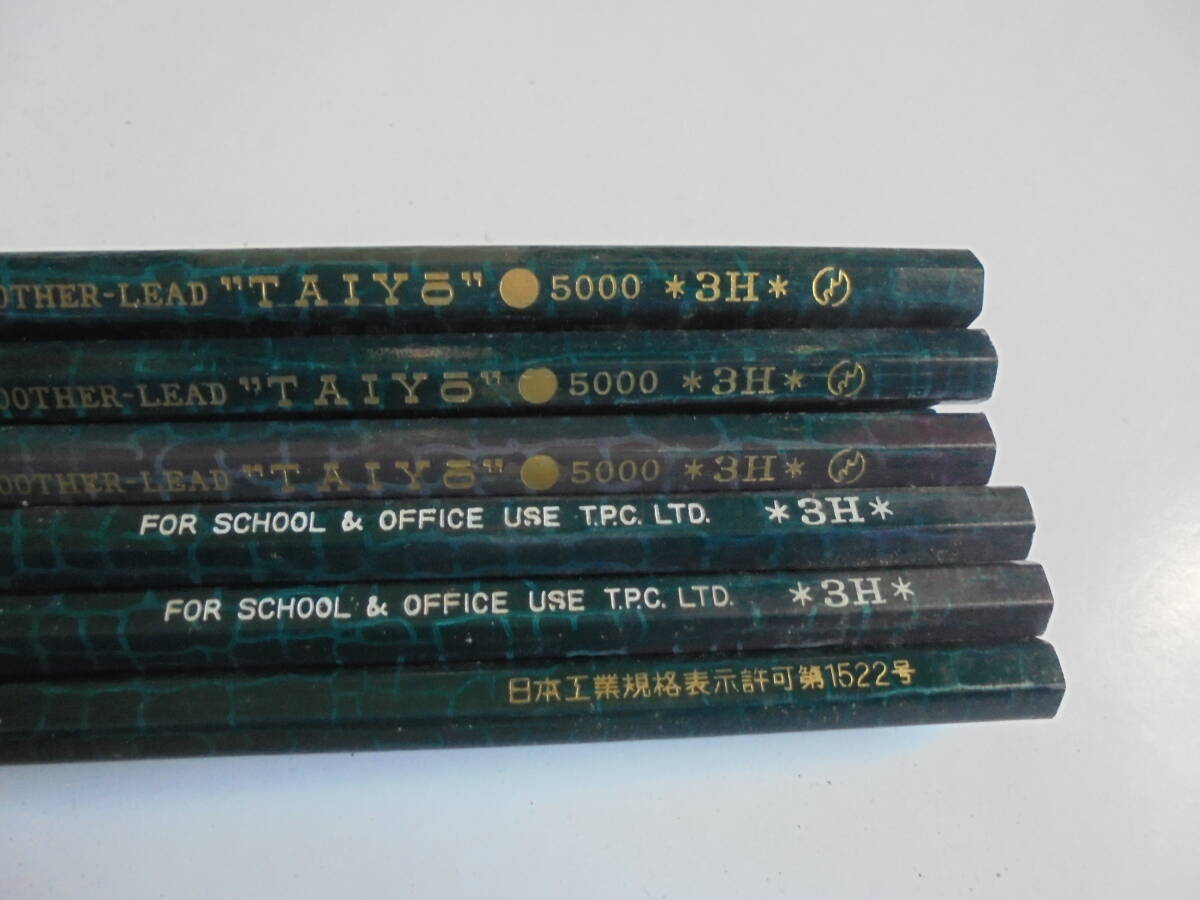 OTHER-LEAD "TAIYŌ" 5000 *3H*
OOTHER-LEAD "TAIYŌ" 5000 *3H*
OOTHER-LEAD "TAIYŌ" 5000 *3H*
FOR SCHOOL & OFFICE USE T.P.C. LTD. *3H*
FOR SCHOOL & OFFICE USE T.P.C. LTD. *3H*
日本工業規格表示許可第1522号